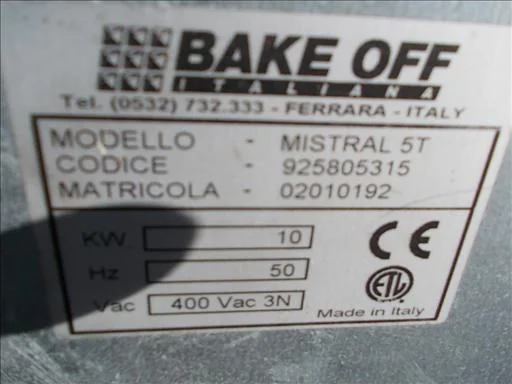 BAKE OFF
ITALIANA
Tel. (0532) 732.333 - FERRARA - ITALY
MODELLO - MISTRAL 5T
CODICE - 925805315
MATRICOLA - 02010192
KW 10
Hz 50
Vac 400 Vac 3N
CE
ETL
Made in Italy